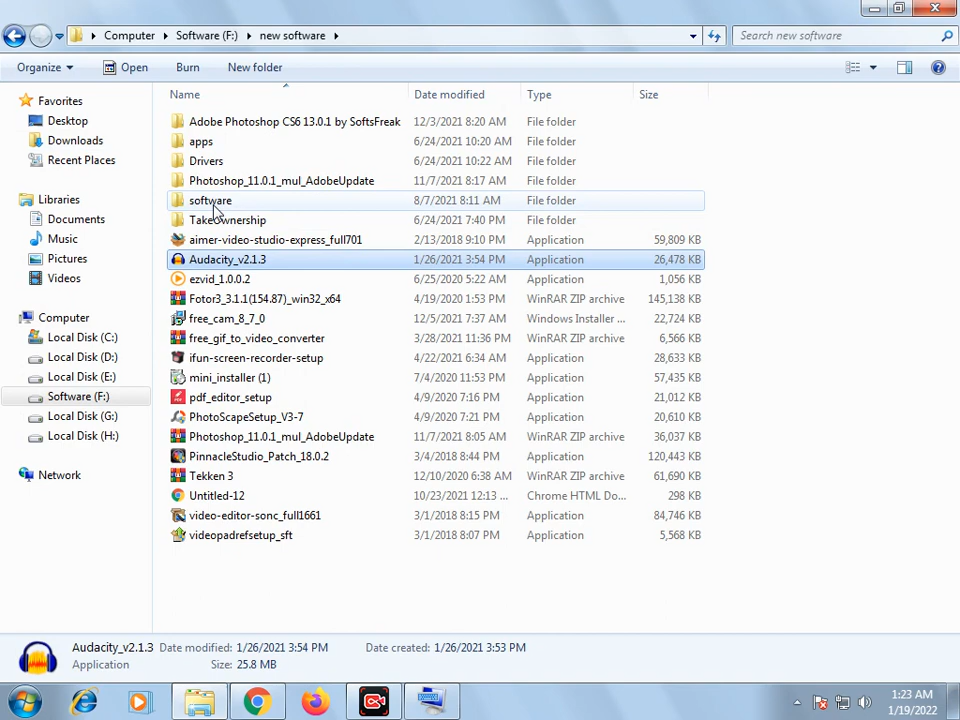 Computer Software (F:) new software
Search new software
Organize Open Burn New folder
Name Date modified Type Size
Favorites
Desktop
Downloads
Recent Places
Libraries
Documents
Music
Pictures
Videos
Computer
Local Disk (C:)
Local Disk (D:)
Local Disk (E:)
Software (F:)
Local Disk (G:)
Local Disk (H:)
Network
Adobe Photoshop CS6 13.0.1 by SoftsFreak 12/3/2021 8:20 AM File folder
apps 6/24/2021 10:20 AM File folder
Drivers 6/24/2021 10:22 AM File folder
Photoshop_11.0.1_mul_AdobeUpdate 11/7/2021 8:17 AM File folder
software 8/7/2021 8:11 AM File folder
TakeOwnership 6/24/2021 7:40 PM File folder
aimer-video-studio-express_full701 2/13/2018 9:10 PM Application 59,809 KB
Audacity_v2.1.3 1/26/2021 3:54 PM Application 26,478 KB
ezvid_1.0.0.2 6/25/2020 5:22 AM Application 1,056 KB
Fotor3_3.1.1(154.87)_win32_x64 4/19/2020 1:53 PM WinRAR ZIP archive 145,138 KB
free_cam_8_7_0 12/5/2021 7:37 AM Windows Installer ... 22,724 KB
free_gif_to_video_converter 3/28/2021 11:36 PM WinRAR ZIP archive 6,566 KB
ifun-screen-recorder-setup 4/22/2021 6:34 AM Application 28,633 KB
mini_installer (1) 7/4/2020 11:53 PM Application 57,435 KB
pdf_editor_setup 4/9/2020 7:16 PM Application 21,012 KB
PhotoScapeSetup_V3-7 4/9/2020 7:21 PM Application 20,610 KB
Photoshop_11.0.1_mul_AdobeUpdate 11/7/2021 8:05 AM WinRAR ZIP archive 36,037 KB
PinnacleStudio_Patch_18.0.2 3/4/2018 8:44 PM Application 120,443 KB
Tekken 3 12/10/2020 6:38 AM WinRAR ZIP archive 61,690 KB
Untitled-12 10/23/2021 12:13 ... Chrome HTML Do... 298 KB
video-editor-sonc_full1661 3/1/2018 8:15 PM Application 84,746 KB
videopadrefsetup_sft 3/1/2018 8:07 PM Application 5,568 KB
Audacity_v2.1.3 Date modified: 1/26/2021 3:54 PM Date created: 1/26/2021 3:53 PM
Application Size: 25.8 MB
1:23 AM
1/19/2022